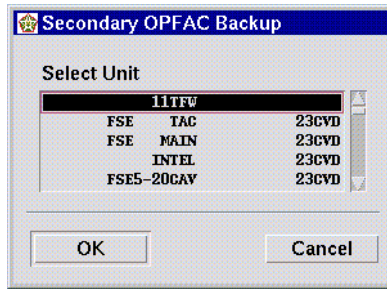 Secondary OPFAC Backup
Select Unit
11TFW
FSE TAC 23CVD
FSE MAIN 23CVD
INTEL 23CVD
FSE5-20CAV 23CVD
OK Cancel